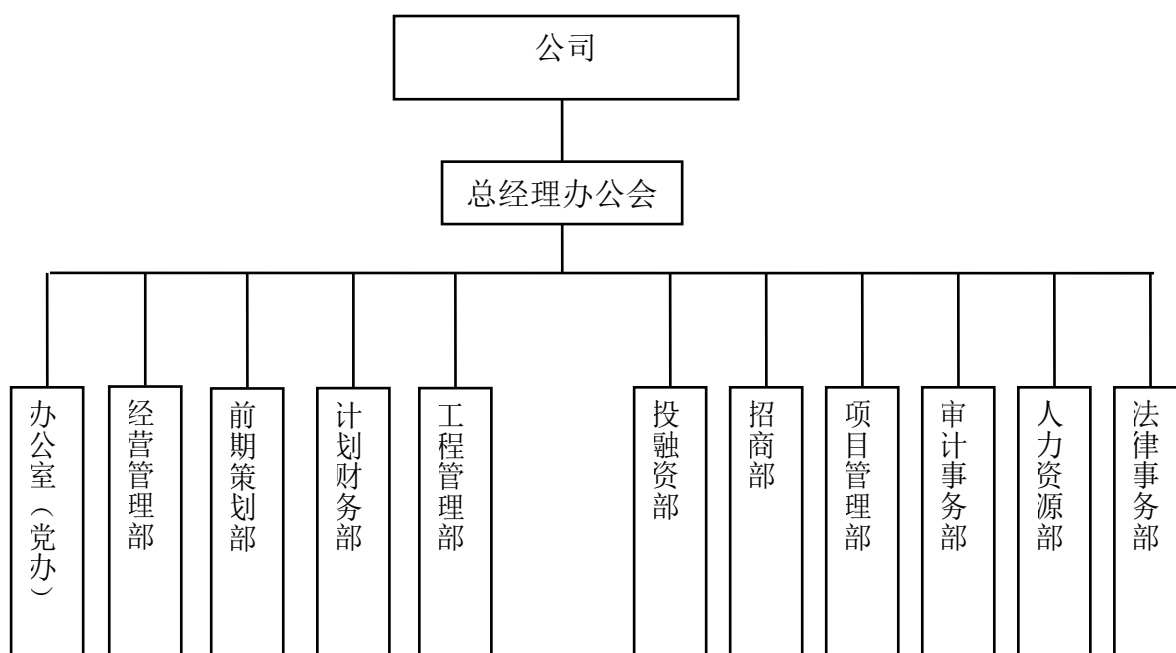 公司
总经理办公会
办公室（党办）
经营管理部
前期策划部
计划财务部
工程管理部
投融资部
招商部
项目管理部
审计事务部
人力资源部
法律事务部